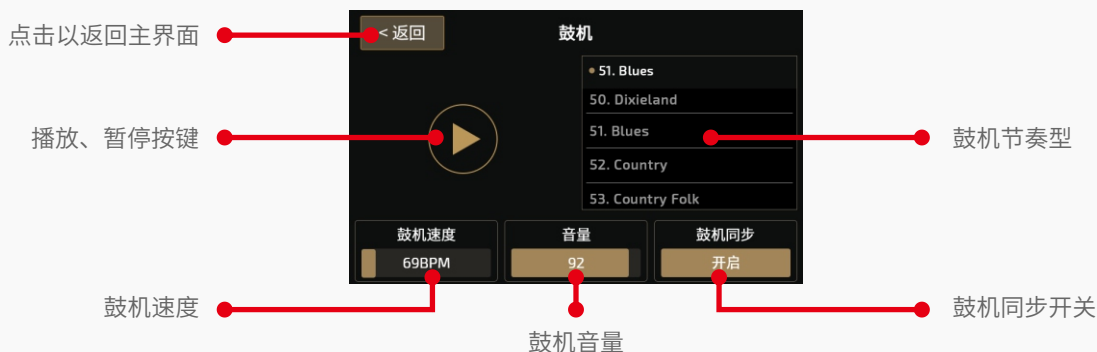 点击以返回主界面
< 返回
鼓机
51. Blues
50. Dixieland
51. Blues
52. Country
53. Country Folk
播放、暂停按键
鼓机节奏型
鼓机速度
69BPM
音量
92
鼓机同步
开启
鼓机速度
鼓机音量
鼓机同步开关